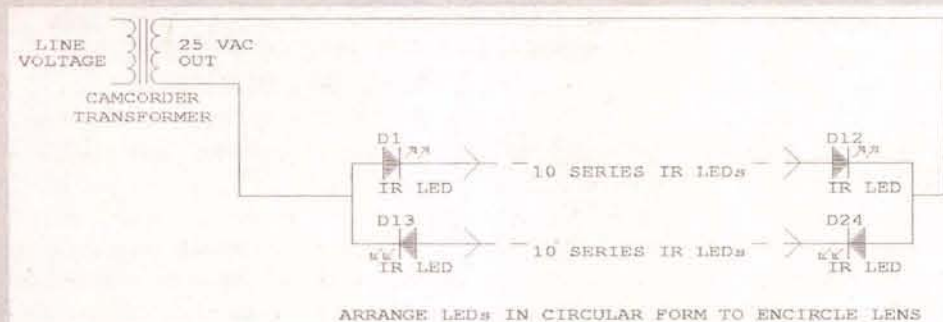 LINE
VOLTAGE
25 VAC
OUT
CAMCORDER
TRANSFORMER
D1
D12
10 SERIES IR LEDs
IR LED
IR LED
D13
D24
10 SERIES IR LEDs
IR LED
IR LED
ARRANGE LEDs IN CIRCULAR FORM TO ENCIRCLE LENS